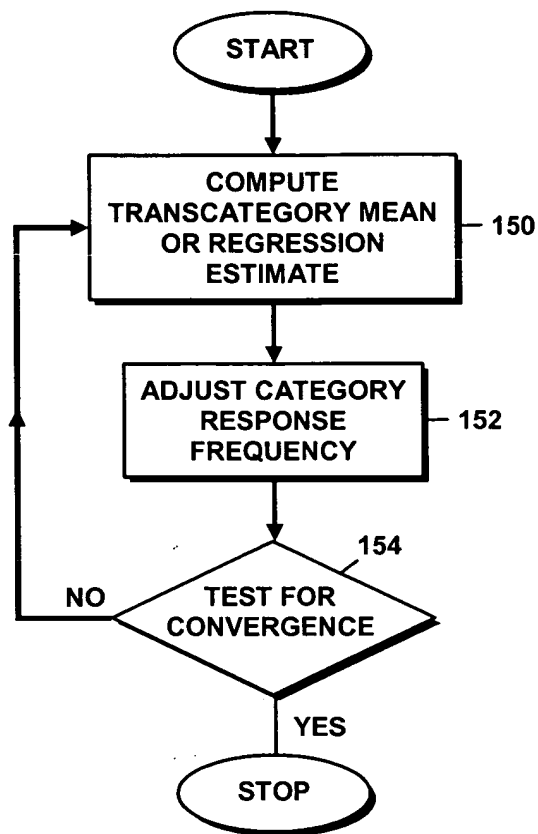 START
COMPUTE
TRANSCATEGORY MEAN
OR REGRESSION
ESTIMATE
150
ADJUST CATEGORY
RESPONSE
FREQUENCY
152
154
TEST FOR
CONVERGENCE
NO
YES
STOP